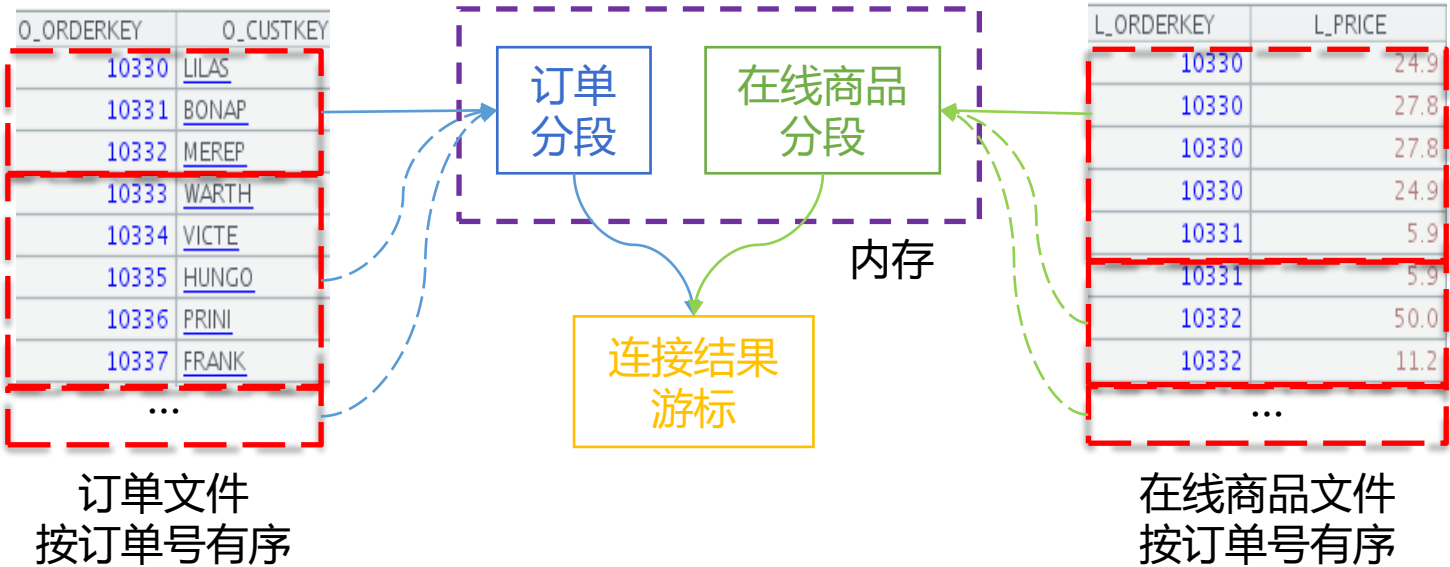 O_ORDERKEY O_CUSTKEY
10330 LILAS
10331 BONAP
10332 MEREP
10333 WARTH
10334 VICTE
10335 HUNGO
10336 PRINI
10337 FRANK
...
订单文件
按订单号有序
订单
分段
在线商品
分段
内存
连接结果
游标
L_ORDERKEY L_PRICE
10330 24.9
10330 27.8
10330 27.8
10330 24.9
10331 5.9
10331 5.9
10332 50.0
10332 11.2
...
在线商品文件
按订单号有序